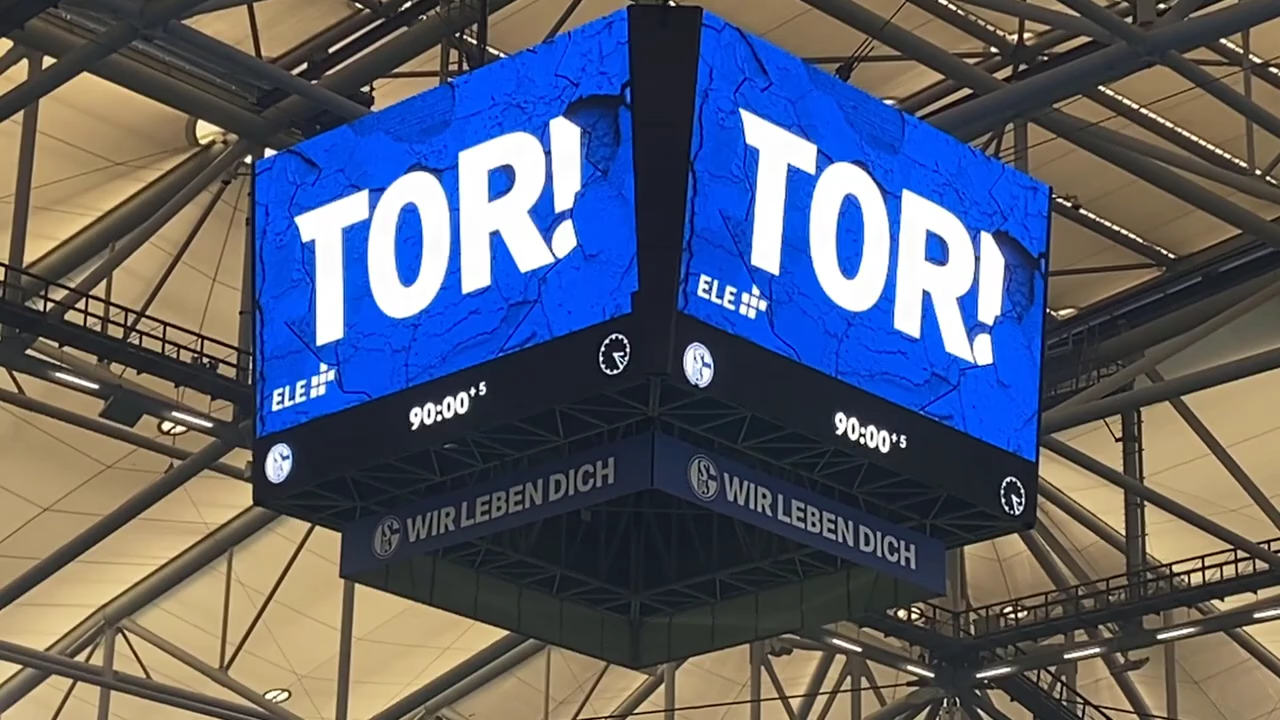 TOR!
ELE
90:00+5
WIR LEBEN DICH
TOR!
ELE
90:00+5
WIR LEBEN DICH